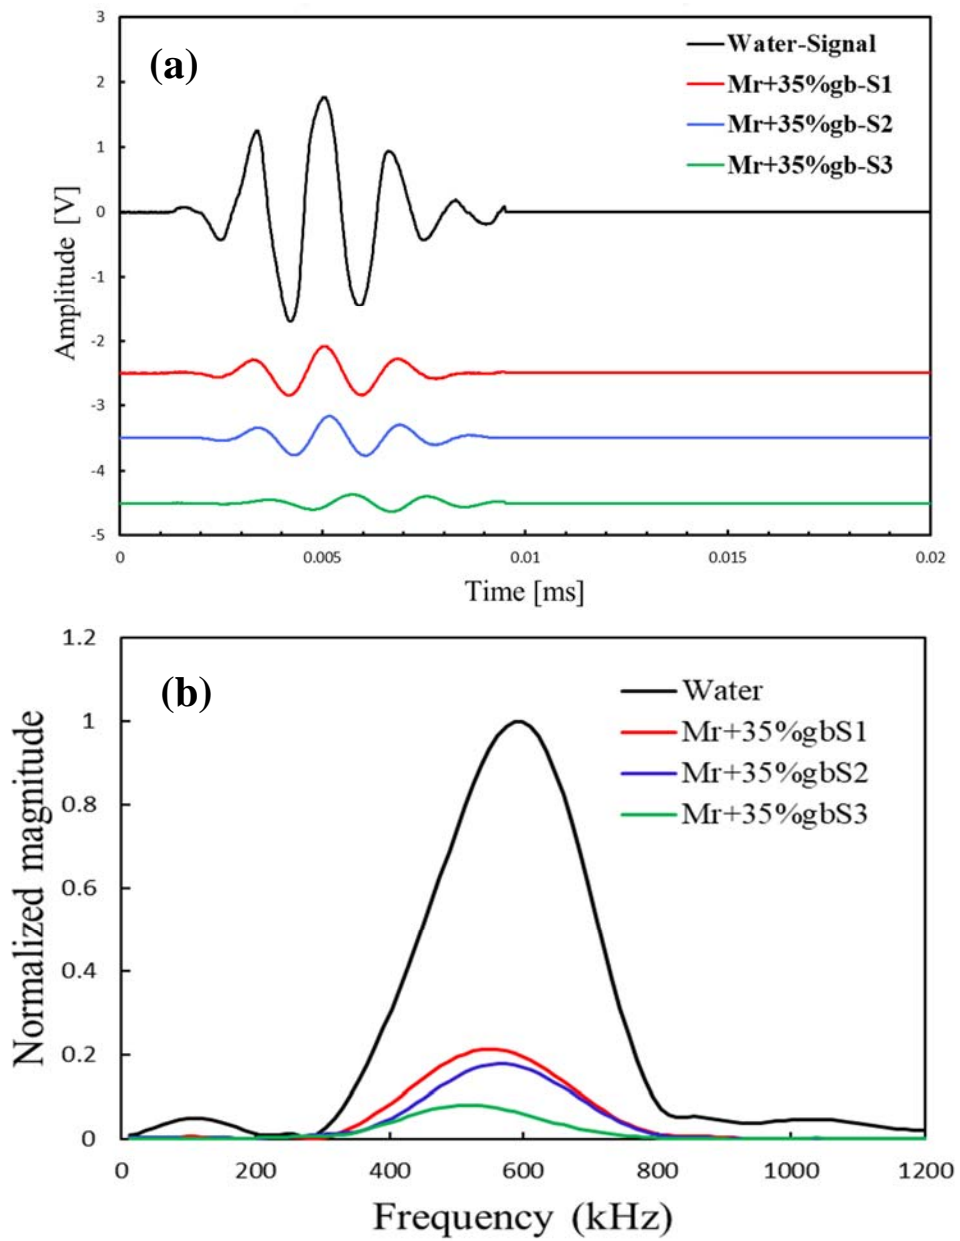 (a)
Water-Signal
Mr+35%gb-S1
Mr+35%gb-S2
Mr+35%gb-S3
3
2
1
0
-1
-2
-3
-4
-5
Amplitude [V]
0 0.005 0.01 0.015 0.02
Time [ms]
(b)
Water
Mr+35%gbS1
Mr+35%gbS2
Mr+35%gbS3
1.2
1
0.8
0.6
0.4
0.2
0
Normalized magnitude
0 200 400 600 800 1000 1200
Frequency (kHz)